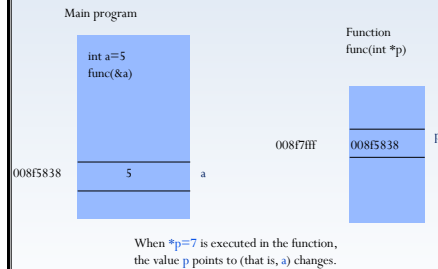 Main program
Function
func(int *p)
int a=5
func(&a)
008f7fff
008f5838
p
008f5838
5
a
When *p=7 is executed in the function,
the value p points to (that is, a) changes.